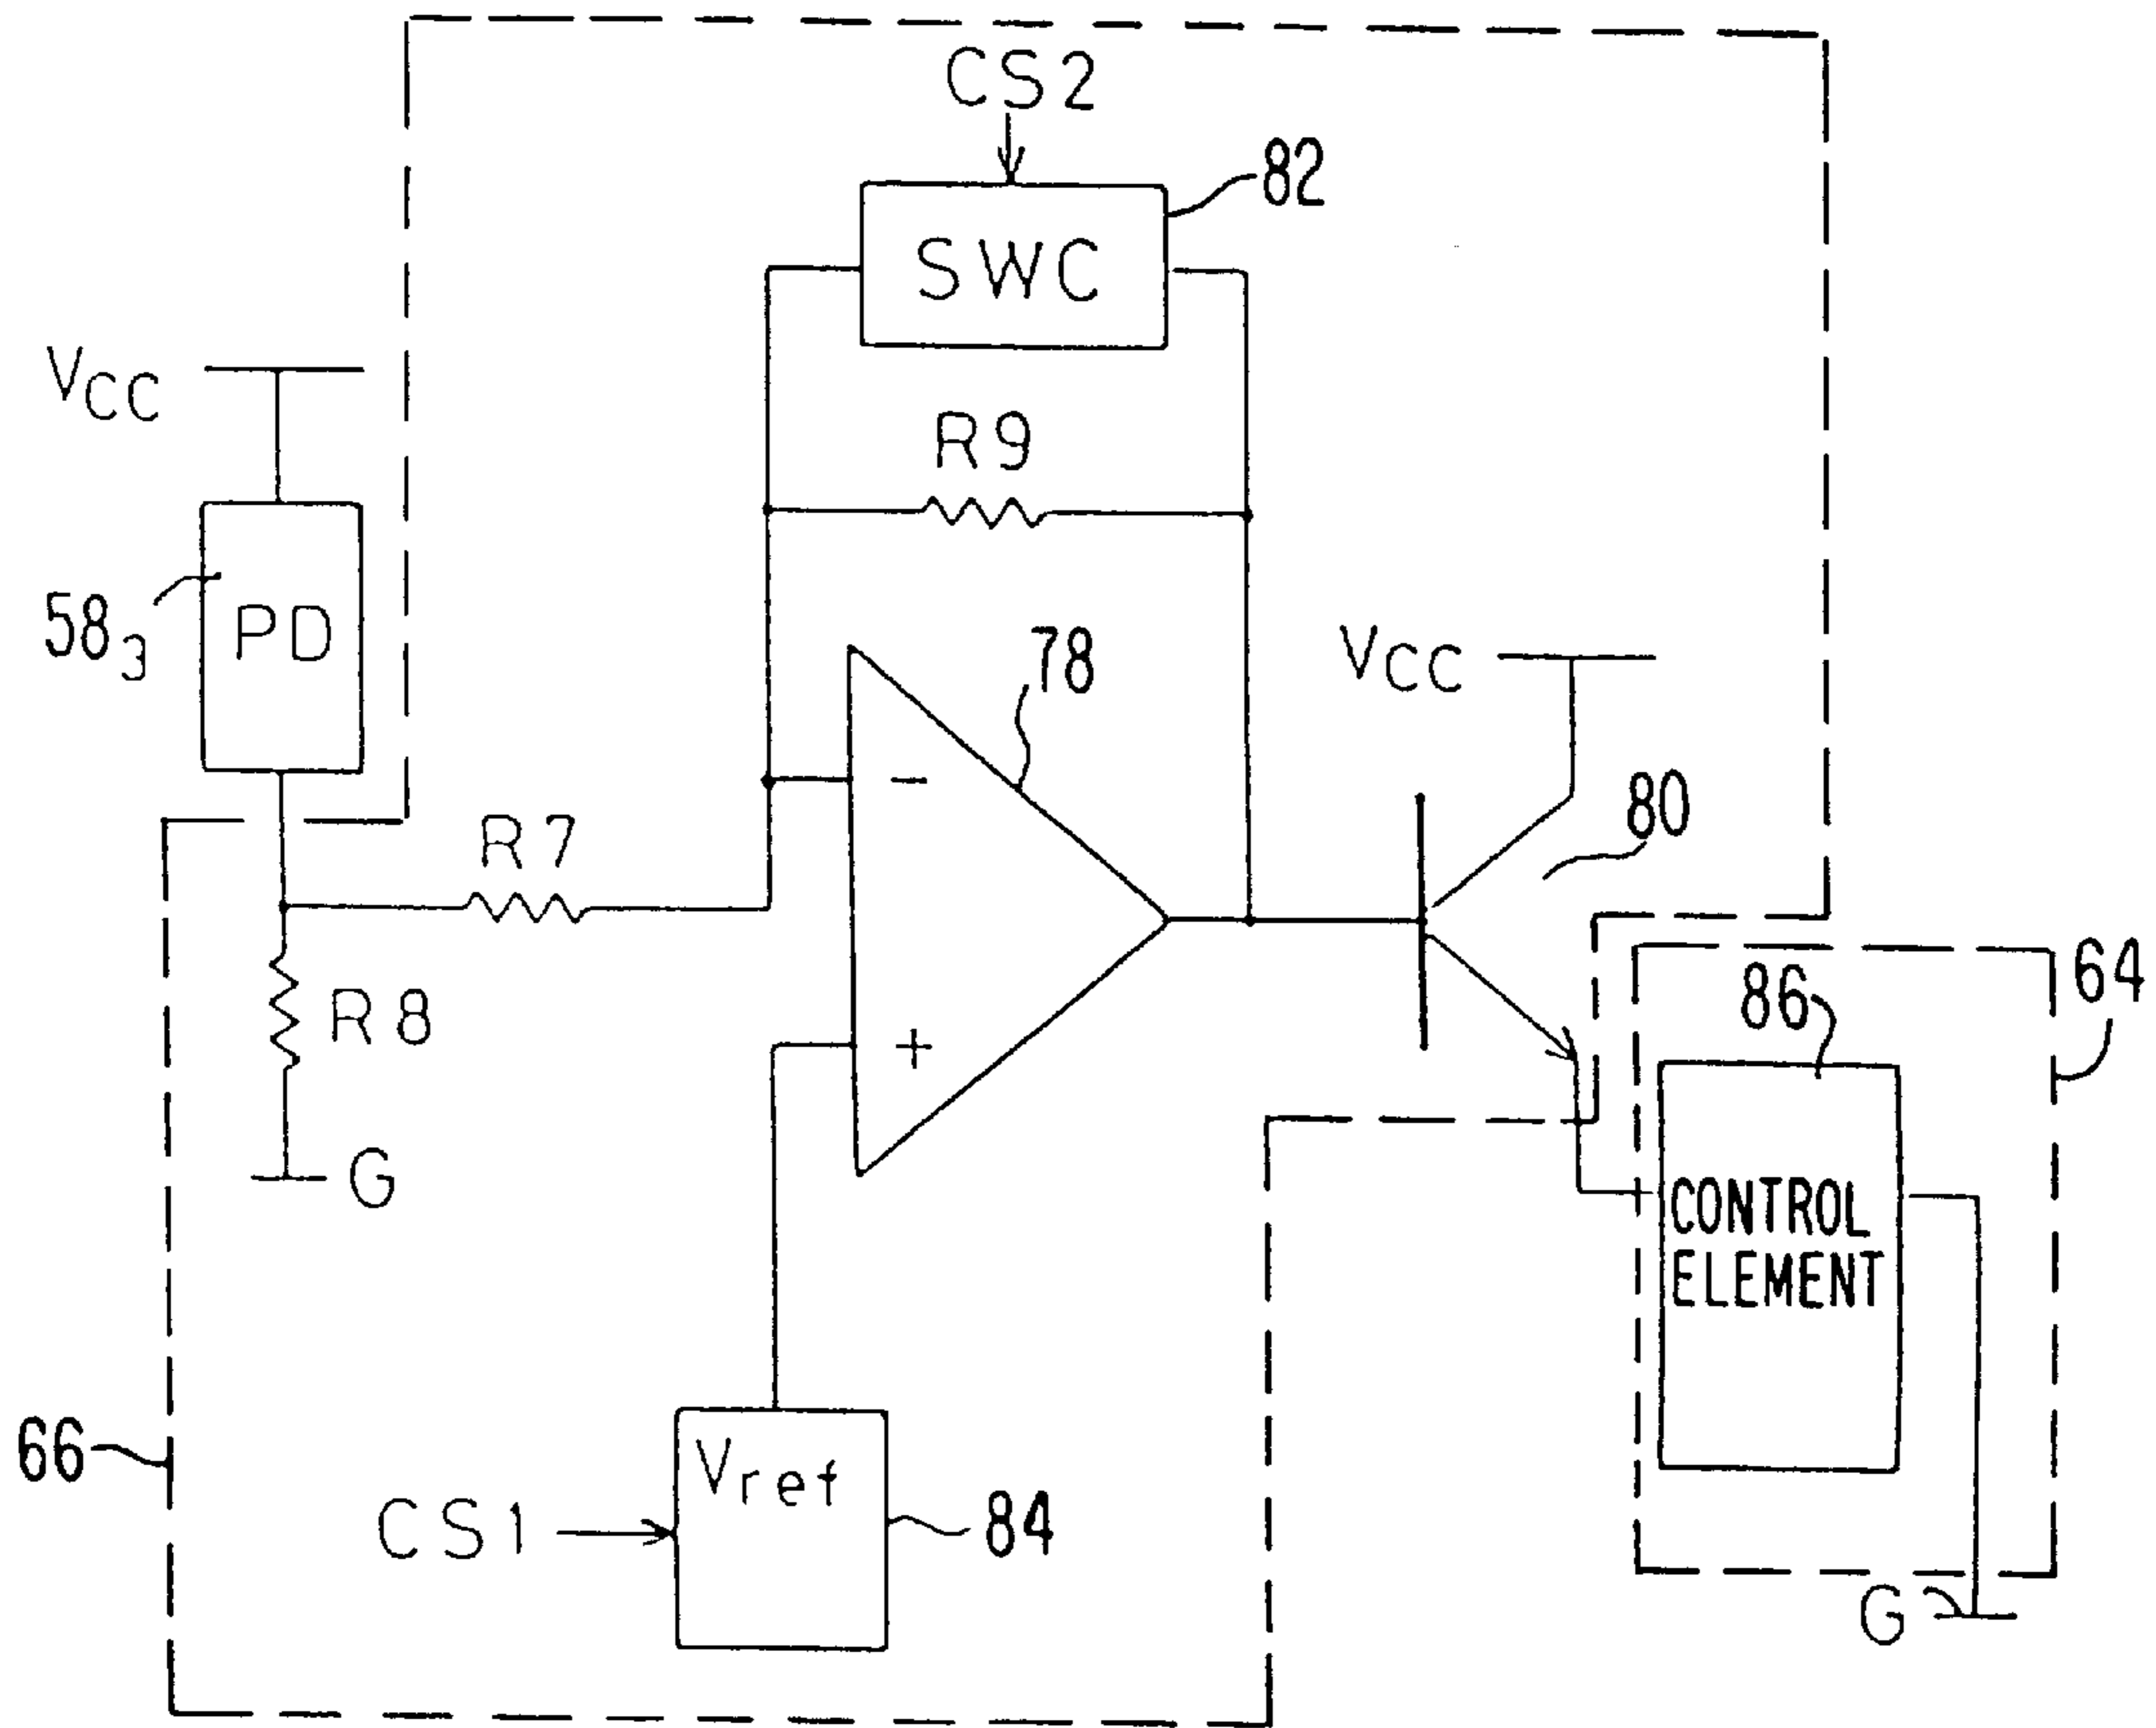 CS2
82
SWC
VCC
R9
583
PD
78
VCC
80
R7
-
R8
64
86
+
G
CONTROL
ELEMENT
66
Vref
CS1
84
G